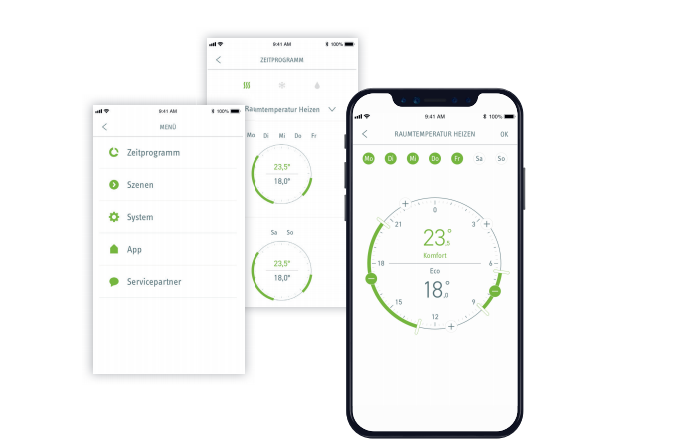 9:41 AM
100%
MENÜ
Zeitprogramm
Szenen
System
App
Servicepartner
9:41 AM
100%
ZEITPROGRAMM
Raumtemperatur Heizen
Mo Di Mi Do Fr
23,5°
18,0°
Sa So
23,5°
18,0°
9:41 AM
100%
RAUMTEMPERATUR HEIZEN OK
Mo Di Mi Do Fr Sa So
0
21 3
23°,5
Komfort
18 6
Eco
18°,0
15 9
12